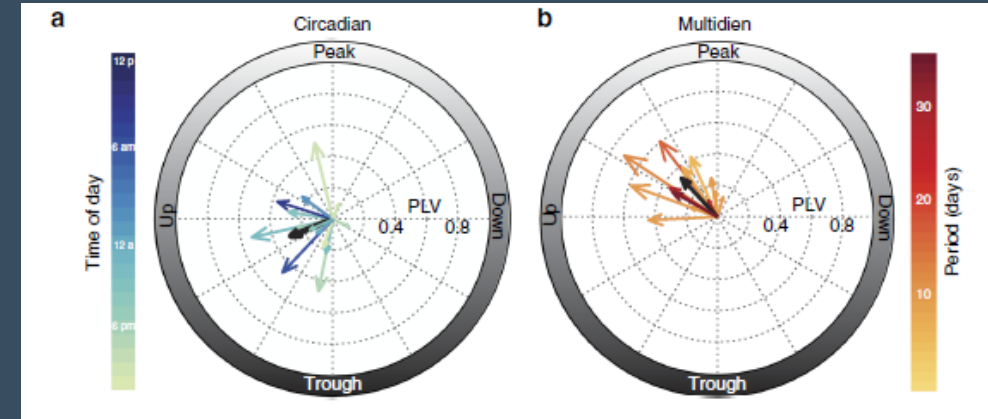 a
Circadian
b
Multidien
Peak
Peak
12 p
6 am
12 a
6 pm
Time of day
Up
Down
PLV
0.4
0.8
Trough
Up
Down
PLV
0.4
0.8
Trough
30
20
10
Period (days)